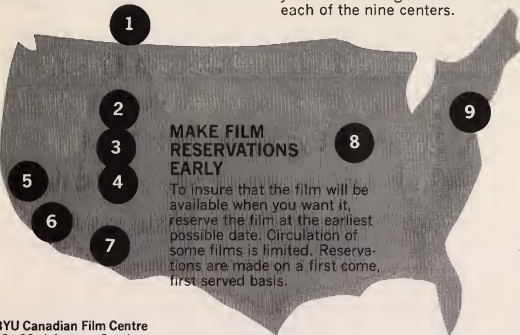 each of the nine centers.
1
2
3
4
5
6
7
8
9
MAKE FILM
RESERVATIONS
EARLY
To insure that the film will be
available when you want it,
reserve the film at the earliest
possible date. Circulation of
some films is limited. Reserva-
tions are made on a first come,
first served basis.
BYU Canadian Film Centre